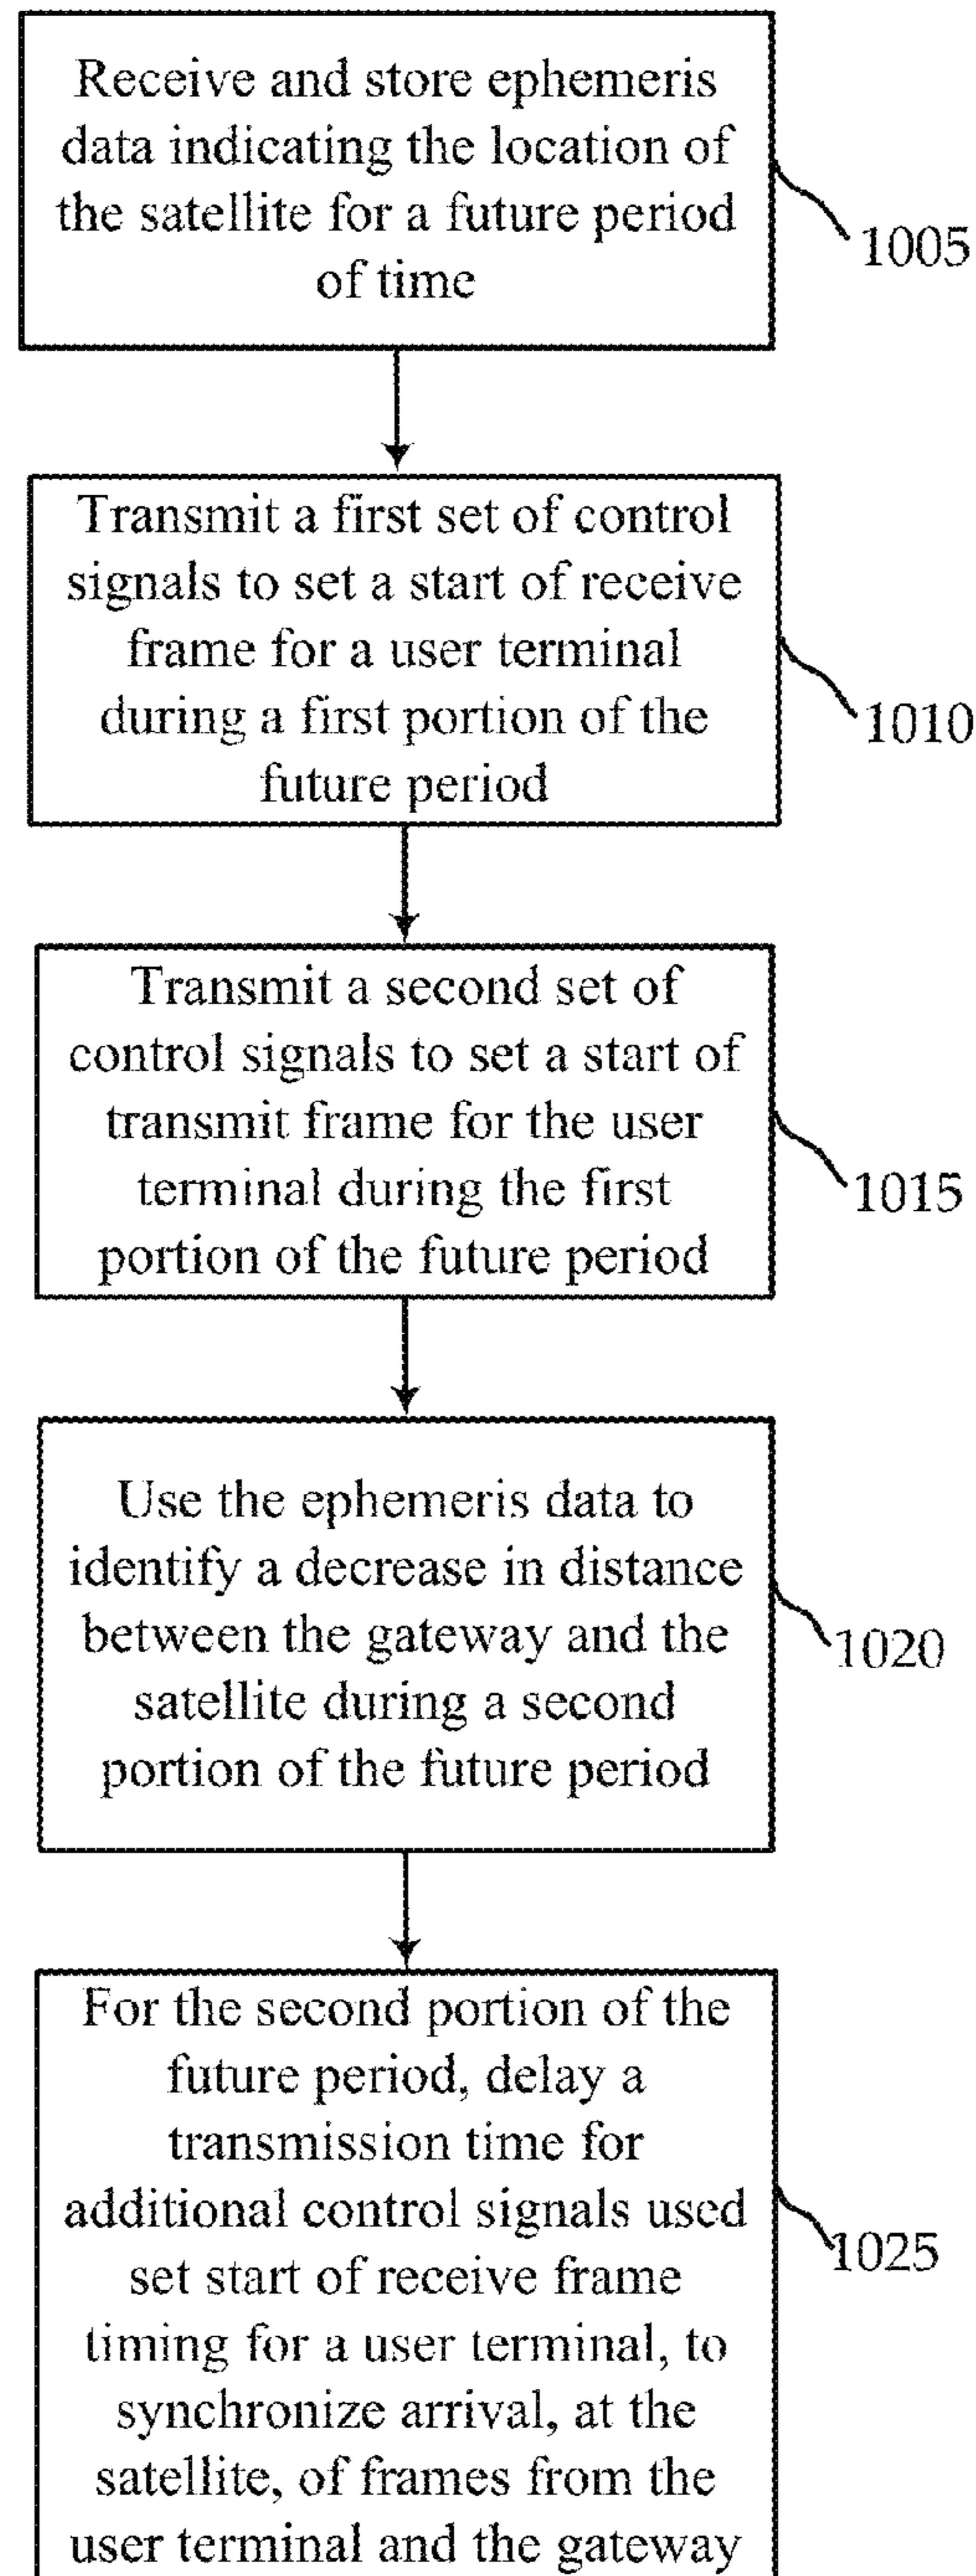 Receive and store ephemeris
data indicating the location of
the satellite for a future period
of time
1005
Transmit a first set of control
signals to set a start of receive
frame for a user terminal
during a first portion of the
future period
1010
Transmit a second set of
control signals to set a start of
transmit frame for the user
terminal during the first
portion of the future period
1015
Use the ephemeris data to
identify a decrease in distance
between the gateway and the
satellite during a second
portion of the future period
1020
For the second portion of the
future period, delay a
transmission time for
additional control signals used
set start of receive frame
timing for a user terminal, to
synchronize arrival, at the
satellite, of frames from the
user terminal and the gateway
1025